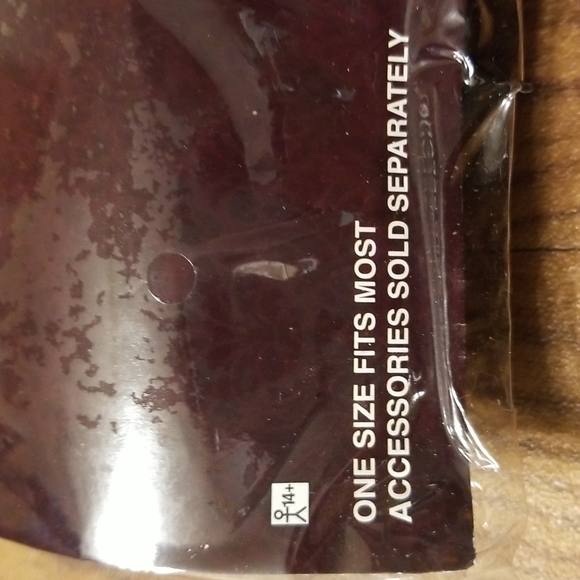 ONE SIZE FITS MOST
ACCESSORIES SOLD SEPARATELY
14+